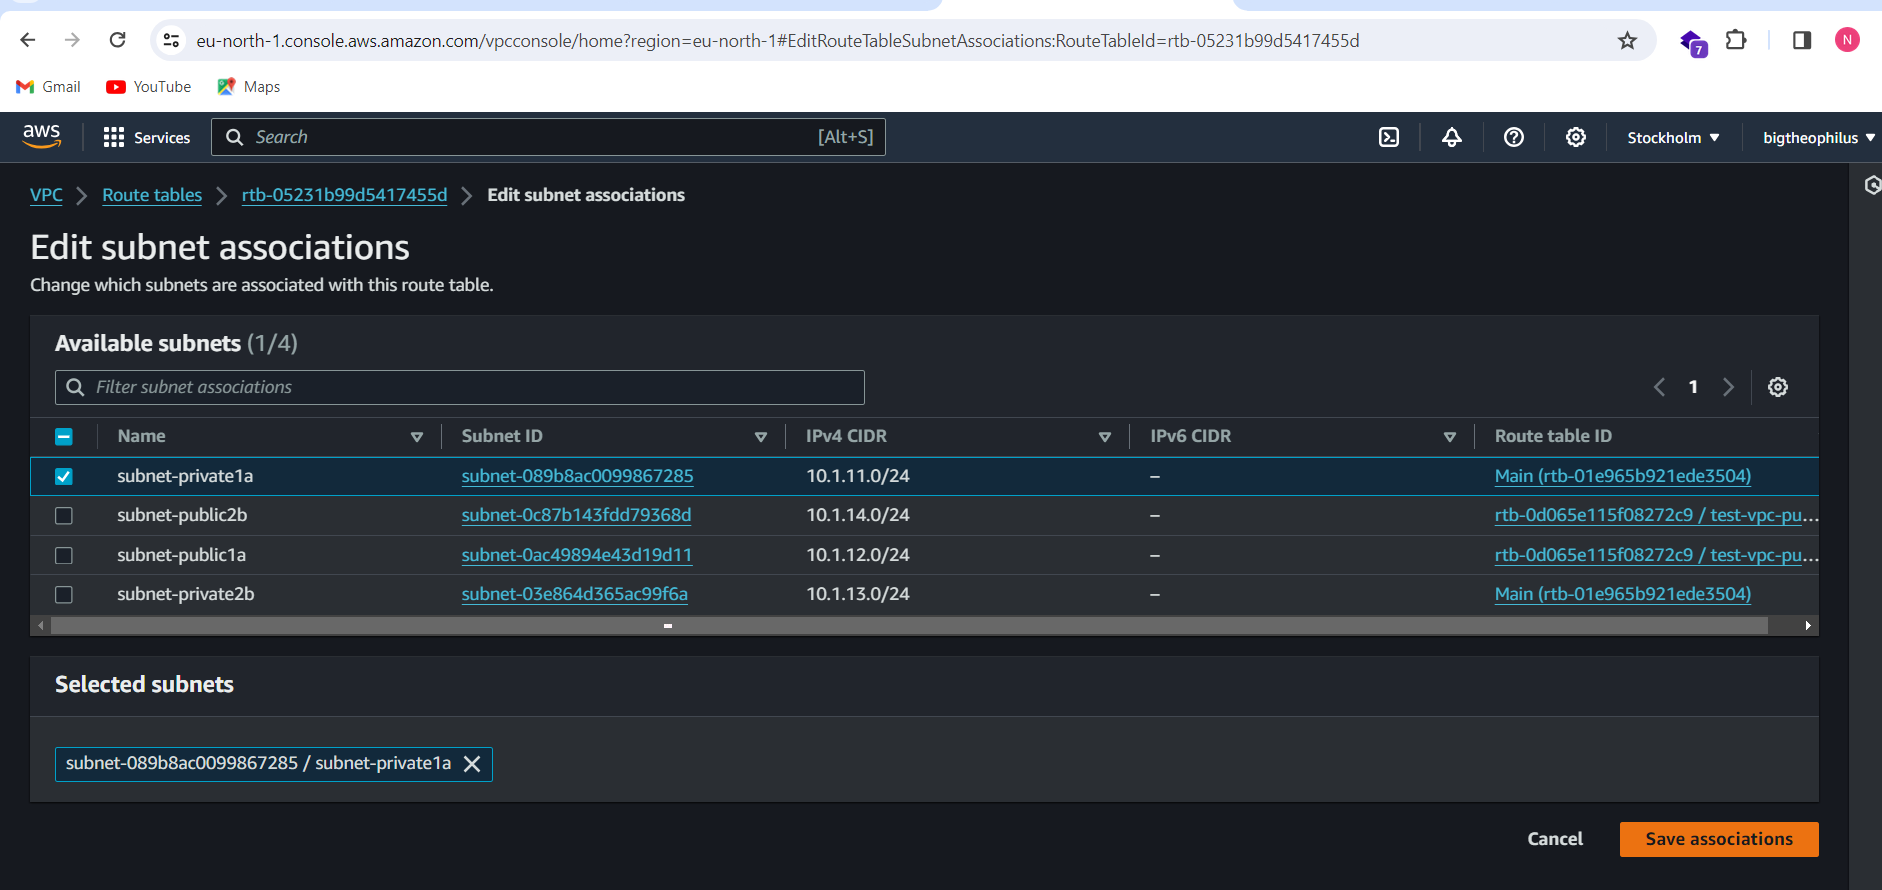 eu-north-1.console.aws.amazon.com/vpcconsole/home?region=eu-north-1#EditRouteTableSubnetAssociations:RouteTableId=rtb-05231b99d5417455d
7
N
Gmail YouTube Maps
aws Services Search [Alt+S] Stockholm bigtheophilus
VPC Route tables rtb-05231b99d5417455d Edit subnet associations
Edit subnet associations
Change which subnets are associated with this route table.
Available subnets (1/4)
Filter subnet associations 1
Name Subnet ID IPv4 CIDR IPv6 CIDR Route table ID
subnet-private1a subnet-089b8ac0099867285 10.1.11.0/24 – Main (rtb-01e965b921ede3504)
subnet-public2b subnet-0c87b143fdd79368d 10.1.14.0/24 – rtb-0d065e115f08272c9 / test-vpc-pu...
subnet-public1a subnet-0ac49894e43d19d11 10.1.12.0/24 – rtb-0d065e115f08272c9 / test-vpc-pu...
subnet-private2b subnet-03e864d365ac99f6a 10.1.13.0/24 – Main (rtb-01e965b921ede3504)
Selected subnets
subnet-089b8ac0099867285 / subnet-private1a
Cancel Save associations